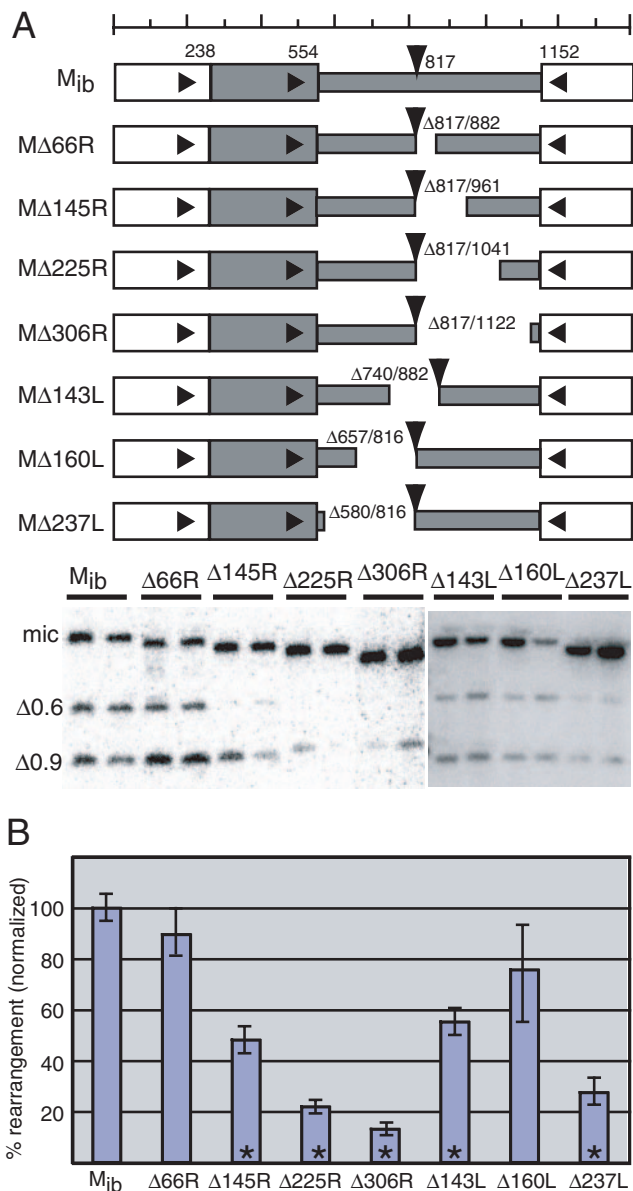 A
238 554 817 1152
Mib
MΔ66R Δ817/882
MΔ145R Δ817/961
MΔ225R Δ817/1041
MΔ306R Δ817/1122
MΔ143L Δ740/882
MΔ160L Δ657/816
MΔ237L Δ580/816
Mib Δ66R Δ145R Δ225R Δ306R Δ143L Δ160L Δ237L
mic
Δ0.6
Δ0.9
B
% rearrangement (normalized)
100
80
60
40
20
* * * * *
Mib Δ66R Δ145R Δ225R Δ306R Δ143L Δ160L Δ237L